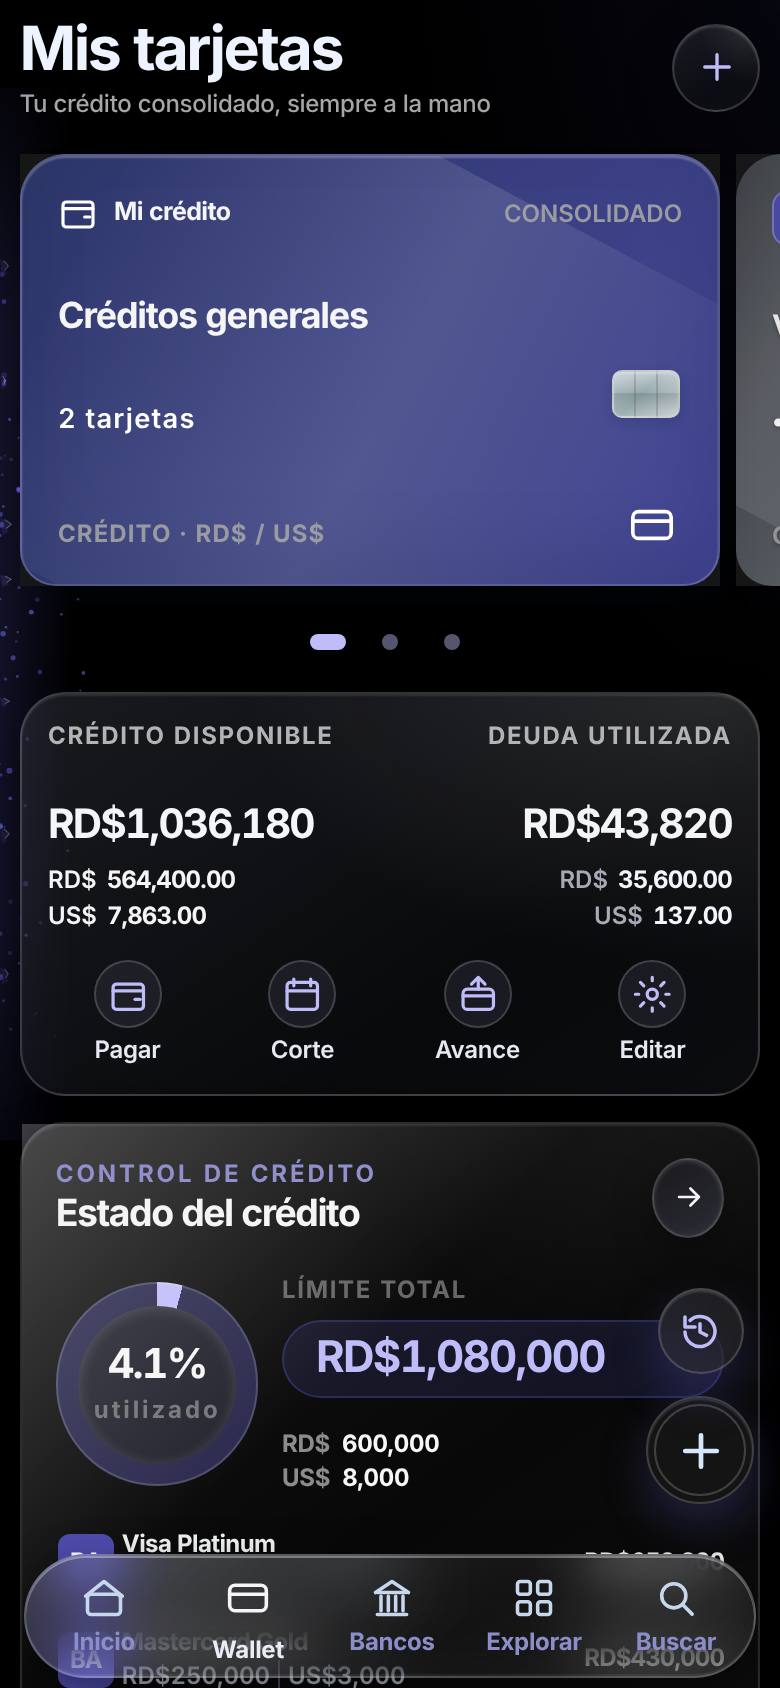 Mis tarjetas
Tu crédito consolidado, siempre a la mano
Mi crédito
CONSOLIDADO
Créditos generales
2 tarjetas
CRÉDITO · RD$ / US$
CRÉDITO DISPONIBLE
DEUDA UTILIZADA
RD$1,036,180
RD$43,820
RD$ 564,400.00
RD$ 35,600.00
US$ 7,863.00
US$ 137.00
Pagar
Corte
Avance
Editar
CONTROL DE CRÉDITO
Estado del crédito
4.1%
utilizado
LÍMITE TOTAL
RD$1,080,000
RD$ 600,000
US$ 8,000
Visa Platinum
Mastercard Gold
BA
RD$250,000
US$3,000
RD$430,000
Inicio
Wallet
Bancos
Explorar
Buscar